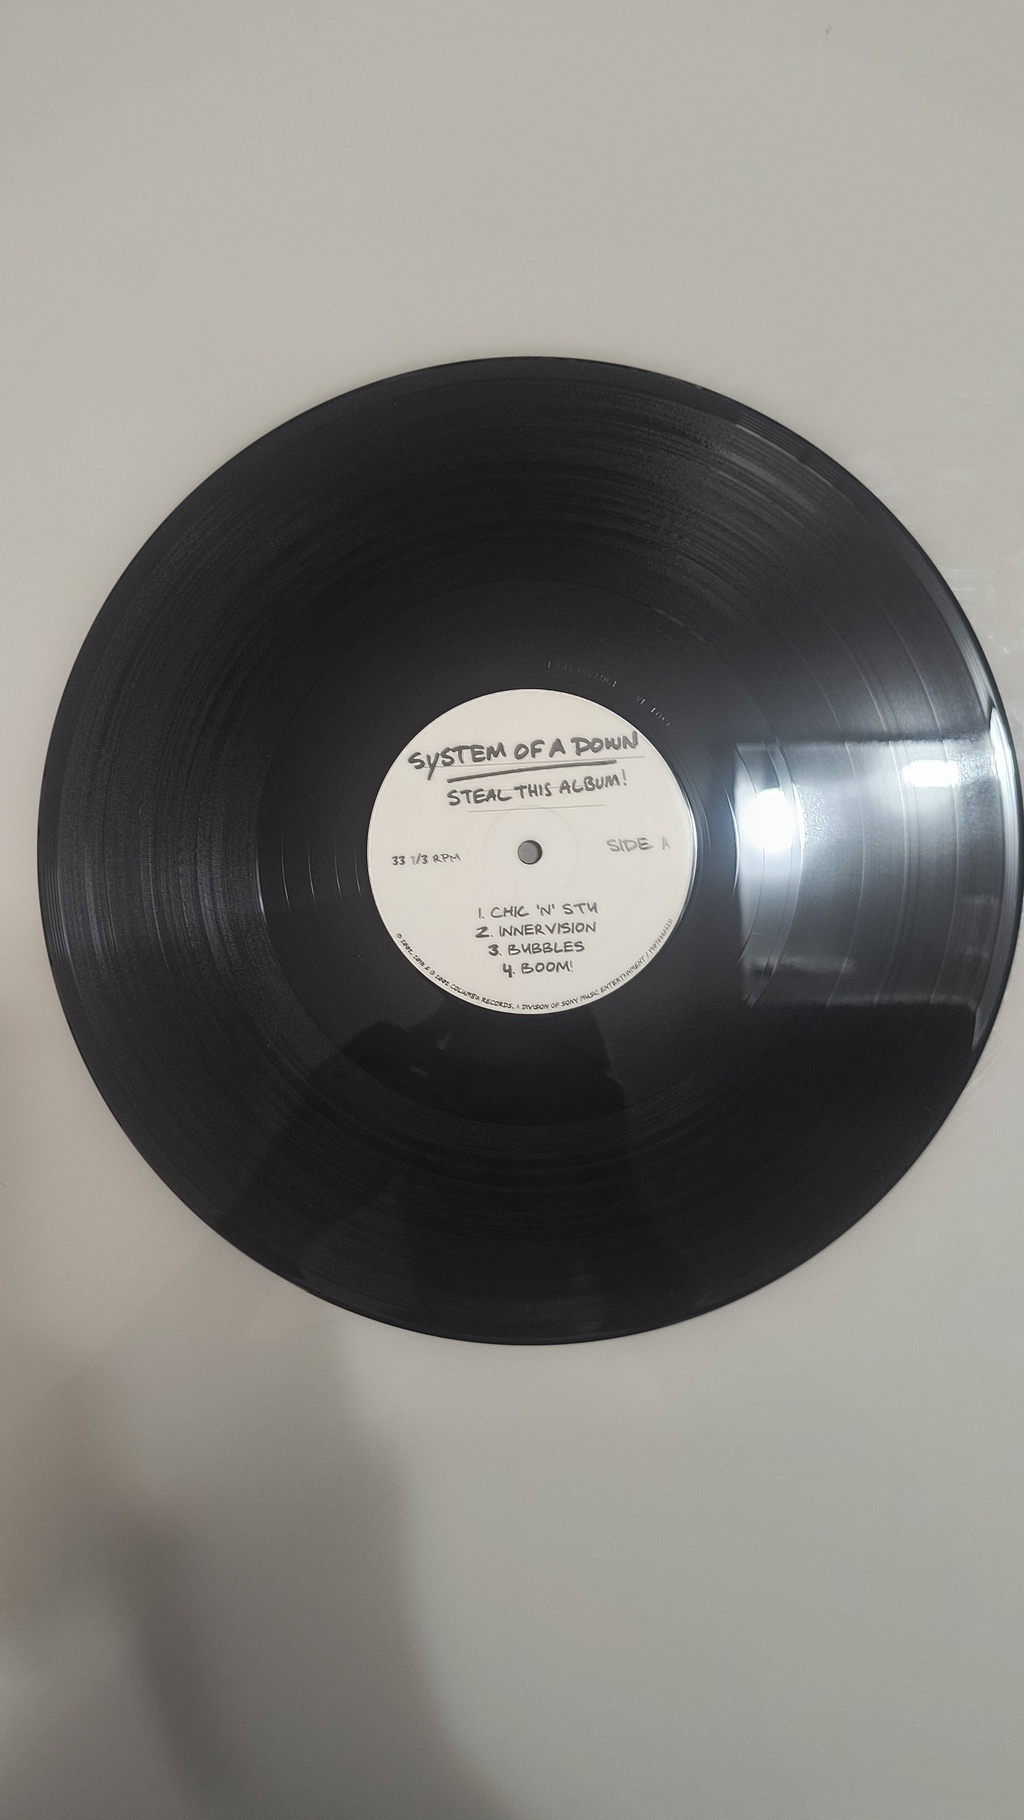 SYSTEM OF A DOWN
STEAL THIS ALBUM!
33 1/3 RPM
SIDE A
1. CHIC 'N' STU
2. INNERVISION
3. BUBBLES
4. BOOM!
COLUMBIA RECORDS, A DIVISION OF SONY MUSIC ENTERTAINMENT